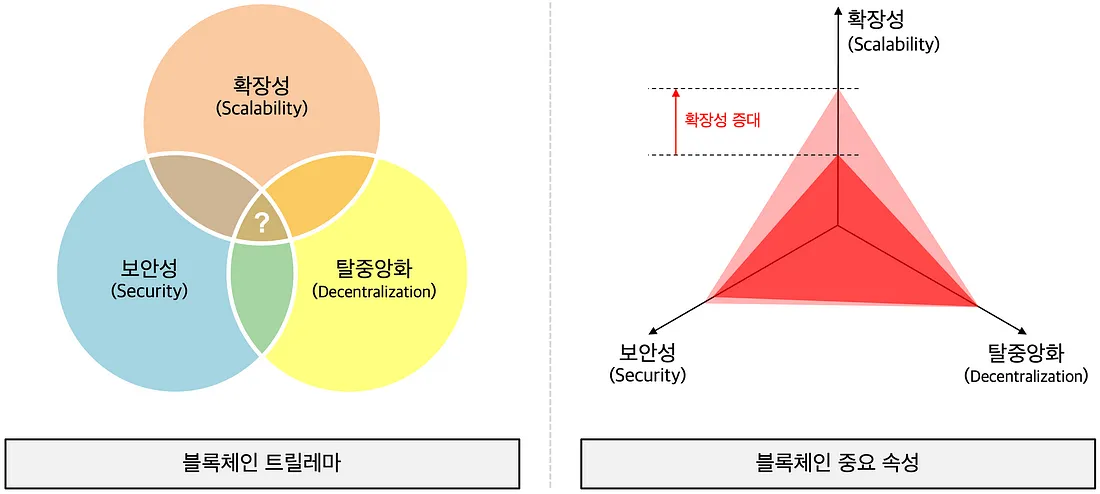 확장성
(Scalability)
?
보안성
(Security)
탈중앙화
(Decentralization)
블록체인 트릴레마
확장성
(Scalability)
확장성 증대
보안성
(Security)
탈중앙화
(Decentralization)
블록체인 중요 속성